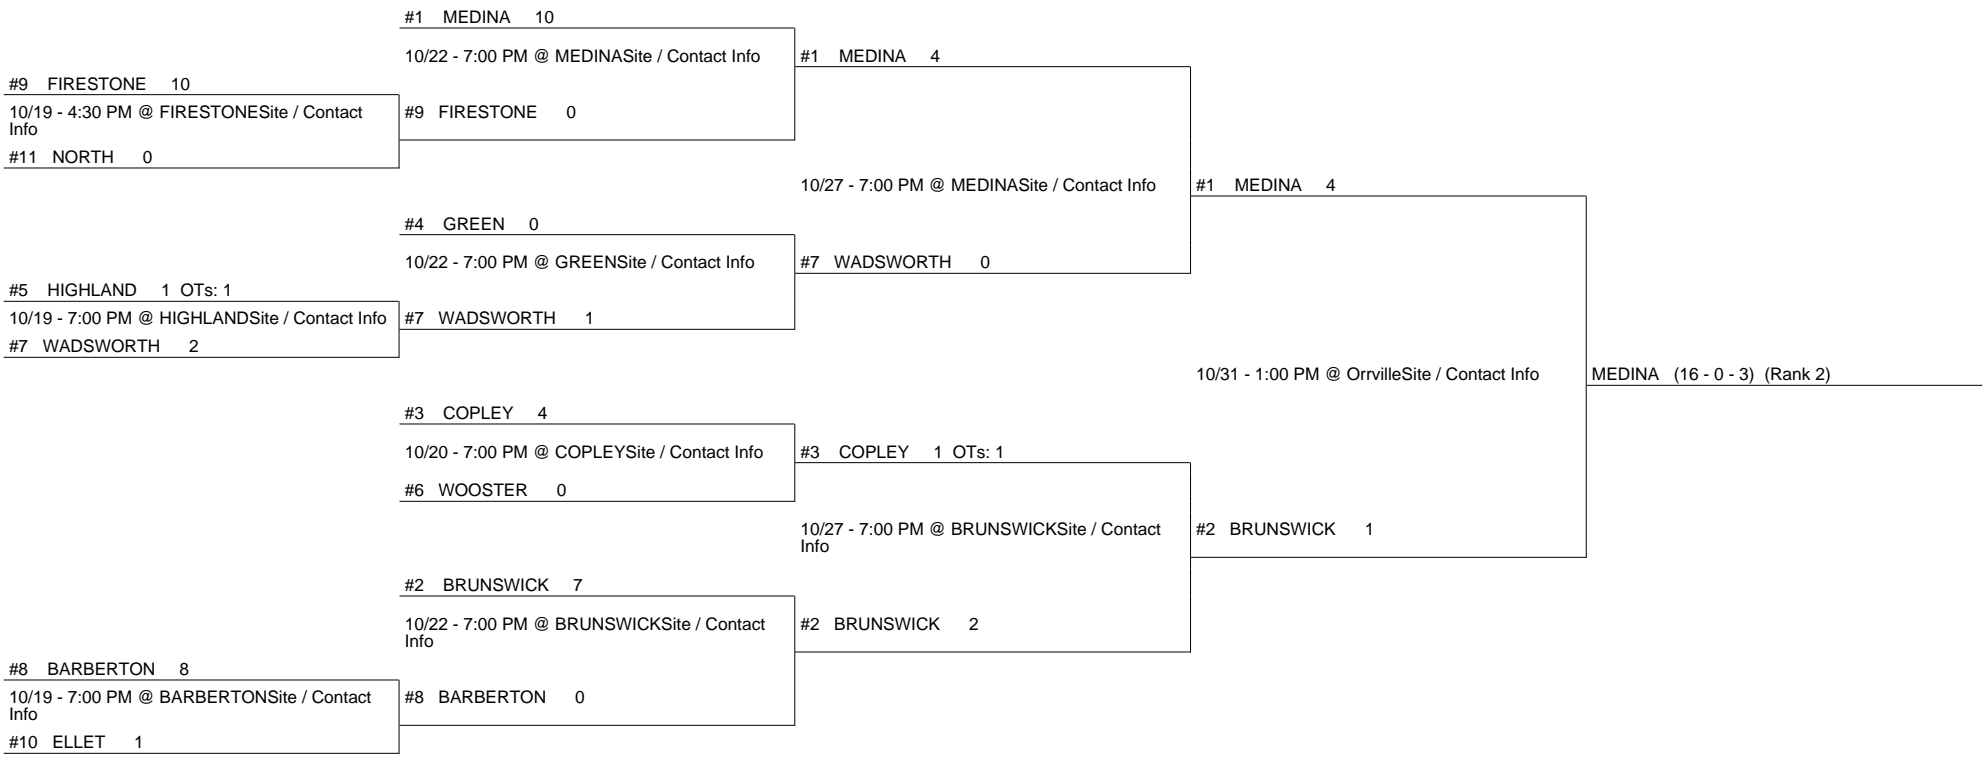 #1 MEDINA 10
10/22 - 7:00 PM @ MEDINASite / Contact Info
#1 MEDINA 4
#9 FIRESTONE 10
10/19 - 4:30 PM @ FIRESTONESite / Contact
Info
#9 FIRESTONE 0
#11 NORTH 0
10/27 - 7:00 PM @ MEDINASite / Contact Info
#1 MEDINA 4
#4 GREEN 0
10/22 - 7:00 PM @ GREENSite / Contact Info
#7 WADSWORTH 0
#5 HIGHLAND 1 OTs: 1
10/19 - 7:00 PM @ HIGHLANDSite / Contact Info
#7 WADSWORTH 1
#7 WADSWORTH 2
10/31 - 1:00 PM @ OrrvilleSite / Contact Info
MEDINA (16 - 0 - 3) (Rank 2)
#3 COPLEY 4
10/20 - 7:00 PM @ COPLEYSite / Contact Info
#3 COPLEY 1 OTs: 1
#6 WOOSTER 0
10/27 - 7:00 PM @ BRUNSWICKSite / Contact
Info
#2 BRUNSWICK 1
#2 BRUNSWICK 7
10/22 - 7:00 PM @ BRUNSWICKSite / Contact
Info
#2 BRUNSWICK 2
#8 BARBERTON 8
10/19 - 7:00 PM @ BARBERTONSite / Contact
Info
#8 BARBERTON 0
#10 ELLET 1